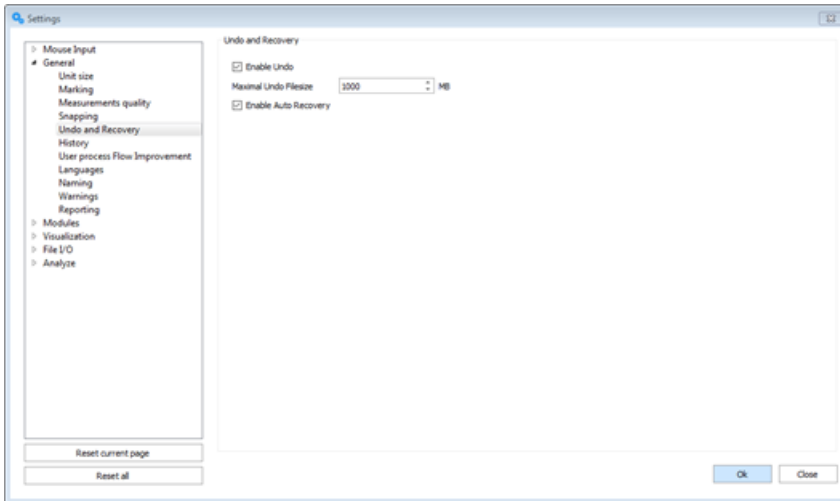 Settings
Mouse Input
General
Unit size
Marking
Measurements quality
Snapping
Undo and Recovery
History
User process Flow Improvement
Languages
Naming
Warnings
Reporting
Modules
Visualization
File I/O
Analyze
Reset current page
Reset all
Undo and Recovery
Enable Undo
Maximal Undo Filesize 1000 MB
Enable Auto Recovery
Ok Close